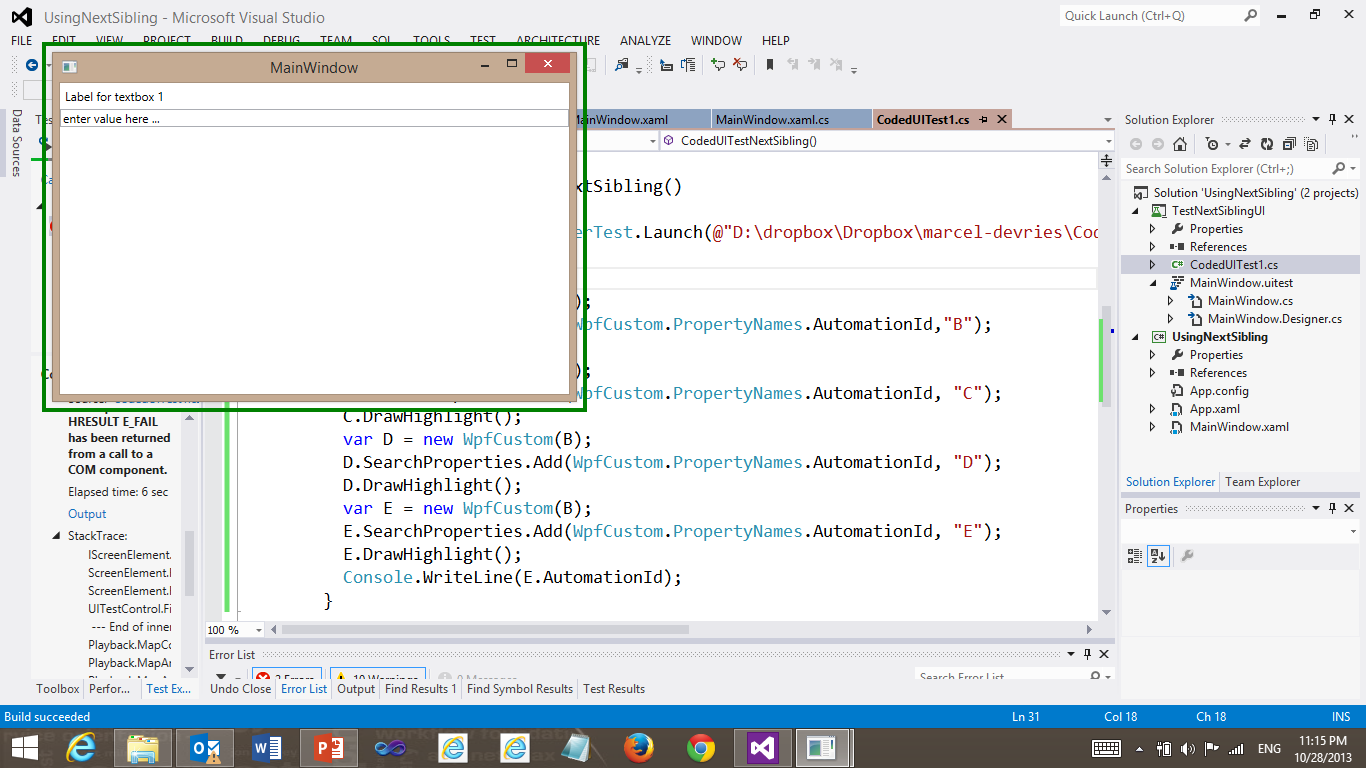 UsingNextSibling - Microsoft Visual Studio
Quick Launch (Ctrl+Q)
FILE EDIT VIEW PROJECT BUILD DEBUG TEAM SQL TOOLS TEST ARCHITECTURE ANALYZE WINDOW HELP
MainWindow
Label for textbox 1
enter value here ...
Data Sources
MainWindow.xaml MainWindow.xaml.cs CodedUITest1.cs
CodedUITestNextSibling()
xtSibling()
erTest.Launch(@"D:\dropbox\Dropbox\marcel-devries\Cod
);
WpfCustom.PropertyNames.AutomationId,"B");
);
WpfCustom.PropertyNames.AutomationId, "C");
C.DrawHighlight();
var D = new WpfCustom(B);
D.SearchProperties.Add(WpfCustom.PropertyNames.AutomationId, "D");
D.DrawHighlight();
var E = new WpfCustom(B);
E.SearchProperties.Add(WpfCustom.PropertyNames.AutomationId, "E");
E.DrawHighlight();
Console.WriteLine(E.AutomationId);
}
100 %
HRESULT E_FAIL
has been returned
from a call to a
COM component.
Elapsed time: 6 sec
Output
StackTrace:
IScreenElement.
ScreenElement.
ScreenElement.
UITestControl.Fi
--- End of inner
Playback.MapCo
Playback.MapAr
Toolbox Perfor... Test Ex...
Error List
2 Errors 10 Warnings 0 Messages
Search Error List
Undo Close Error List Output Find Results 1 Find Symbol Results Test Results
Solution Explorer
Search Solution Explorer (Ctrl+;)
Solution 'UsingNextSibling' (2 projects)
TestNextSiblingUI
Properties
References
CodedUITest1.cs
MainWindow.uitest
MainWindow.cs
MainWindow.Designer.cs
UsingNextSibling
Properties
References
App.config
App.xaml
MainWindow.xaml
Solution Explorer Team Explorer
Properties
Build succeeded
Ln 31 Col 18 Ch 18 INS
ENG
11:15 PM
10/28/2013